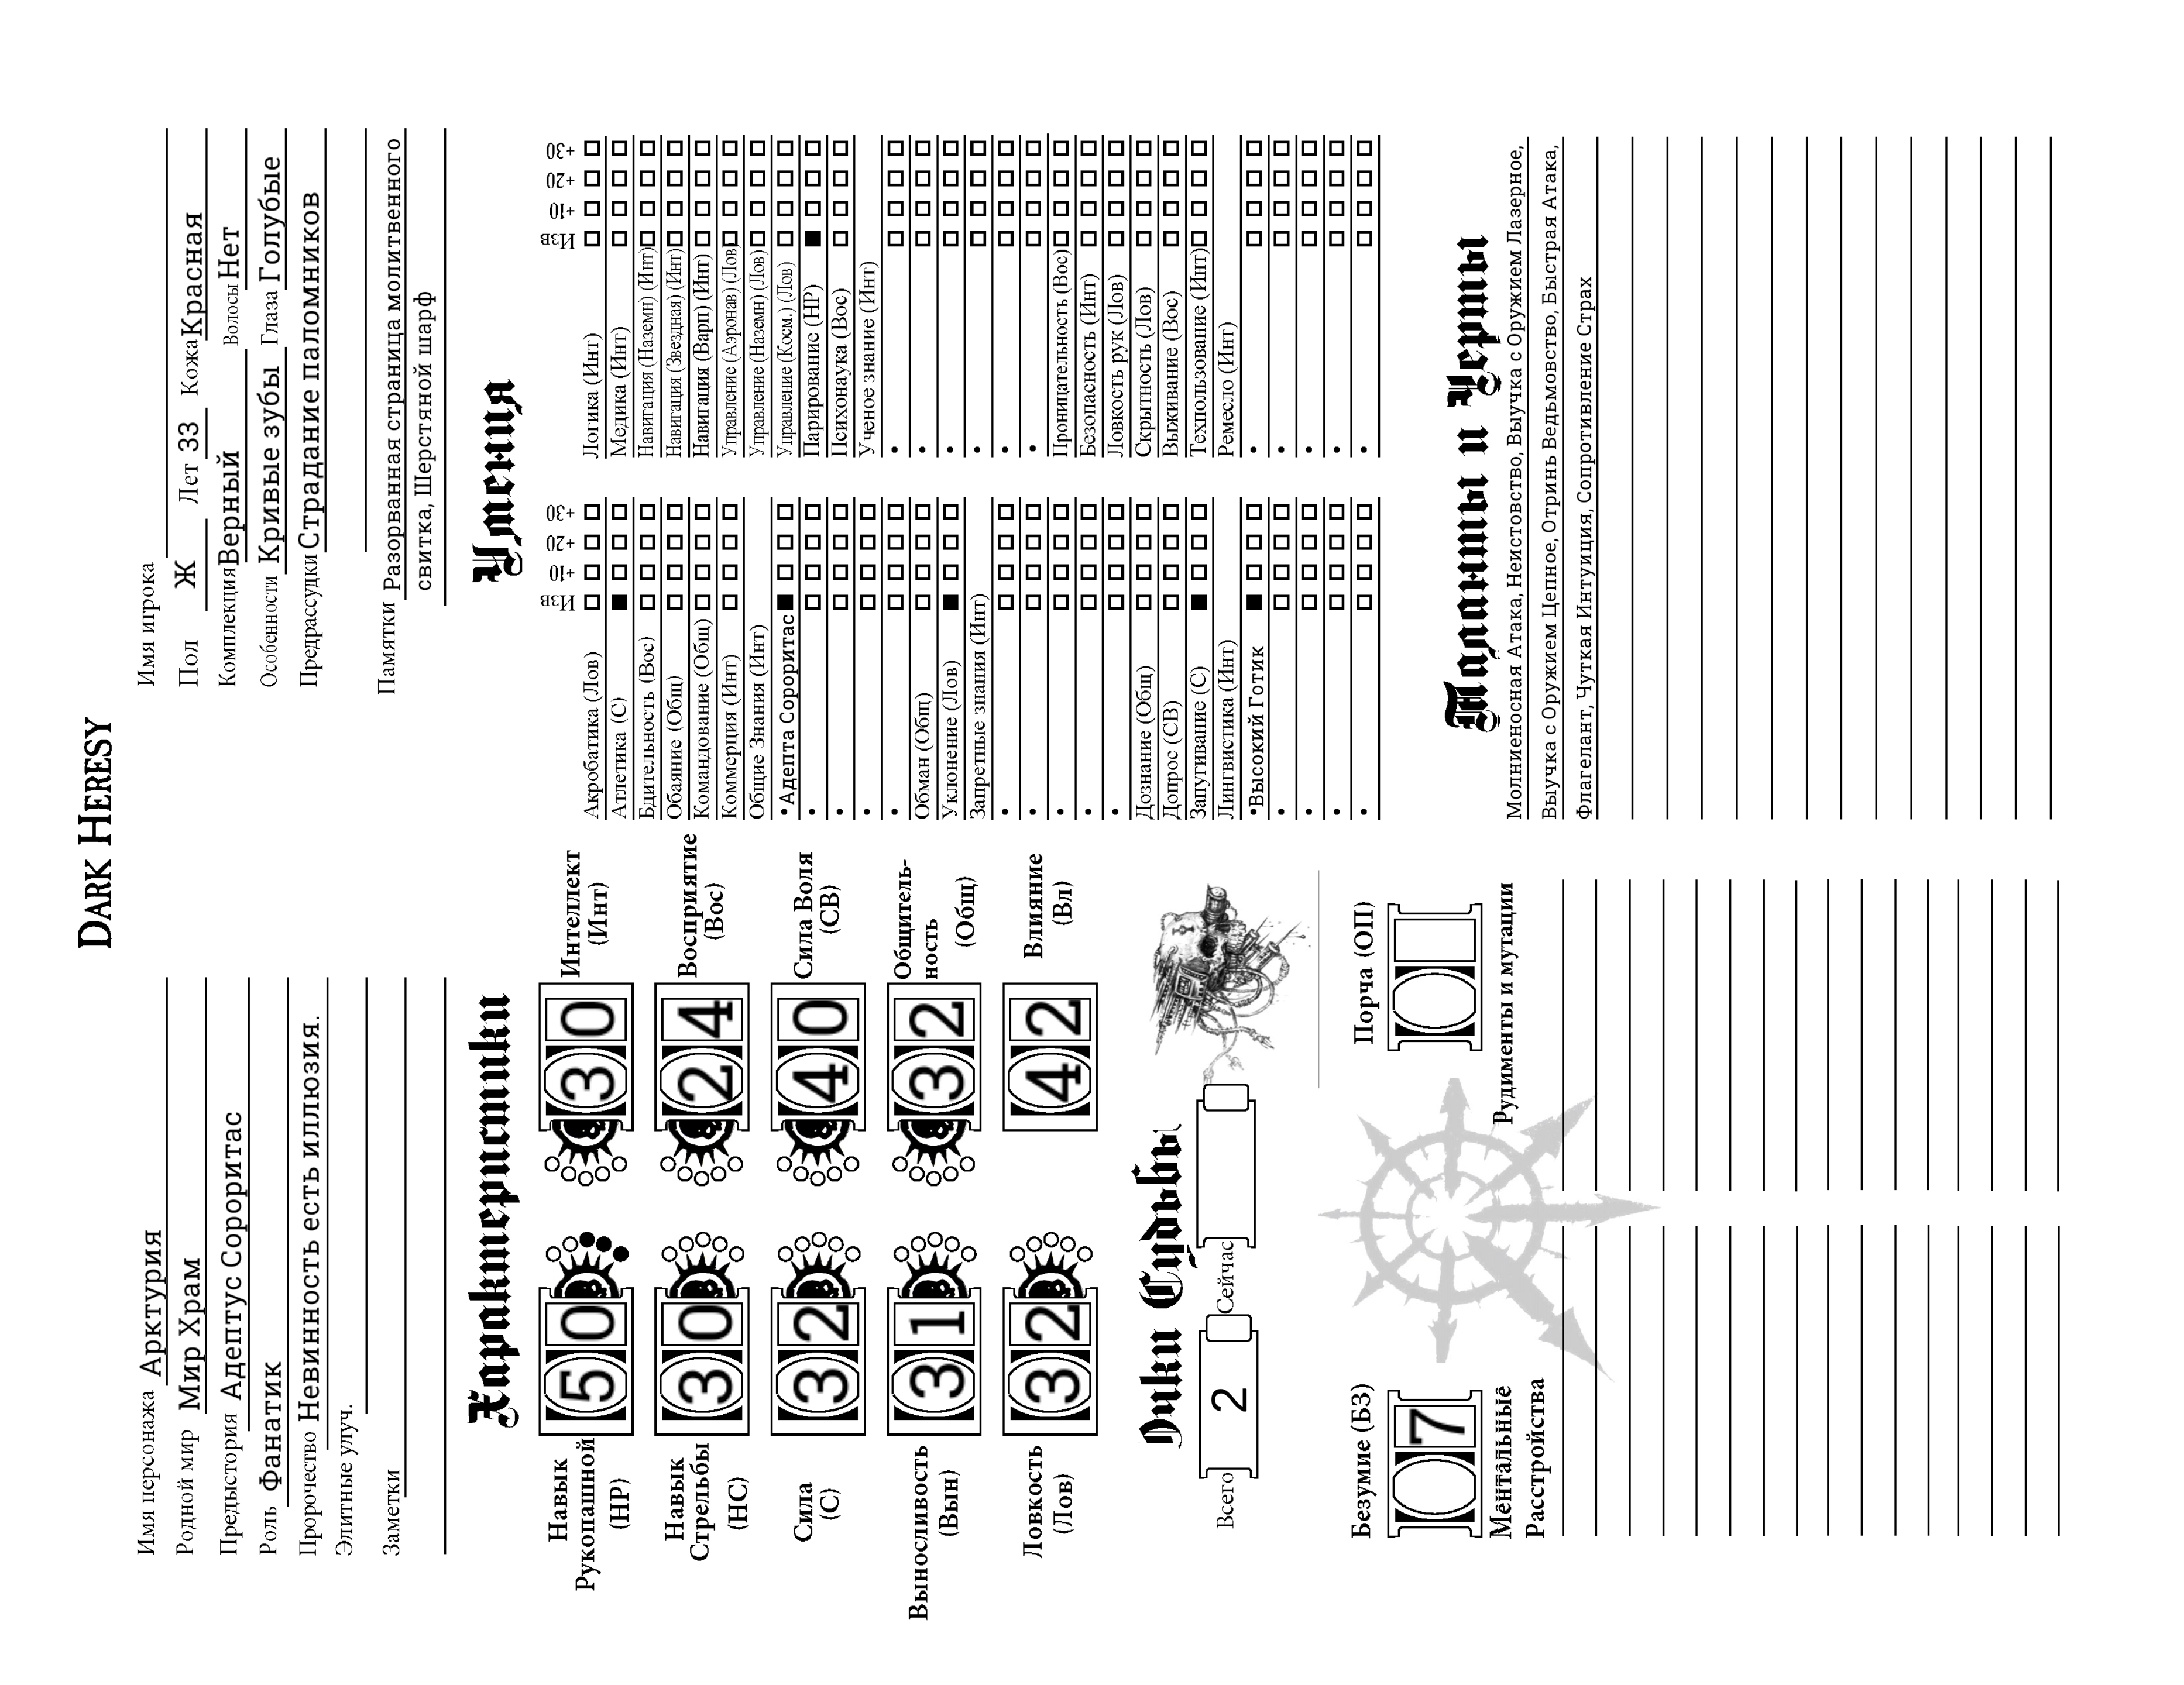 DARK HERESY
Имя персонажа Арктурия
Родной мир Мир Храм
Предыстория Адептус Сороритас
Роль Фанатик
Пророчество Невинность есть иллюзия.
Элитные улуч.
Заметки
Имя игрока
Пол Ж Лет 33 Кожа Красная
Комплекция Верный Волосы Нет
Особенности Кривые зубы Глаза Голубые
Предрассудки Страдание паломников
Памятки Разорванная страница молитвенного
свитка, Шерстяной шарф
Характеристики
Навык
Рукопашной
(НР)
50
Интеллект
(Инт)
30
Навык
Стрельбы
(НС)
30
Восприятие
(Вос)
24
Сила
(С)
32
Сила Воля
(СВ)
40
Выносливость
(Вын)
31
Общитель-
ность
(Общ)
32
Ловкость
(Лов)
32
Влияние
(Вл)
42
Очки Судьбы
Всего 2 Сейчас
Безумие (БЗ)
07
Ментальные
Расстройства
Порча (ОП)
0
Рудименты и мутации
Умения
Изв +10 +20 +30
Акробатика (Лов)
Атлетика (С)
Бдительность (Вос)
Обаяние (Общ)
Командование (Общ)
Коммерция (Инт)
Общие Знания (Инт)
• Адепта Сороритас
•
•
•
•
Обман (Общ)
Уклонение (Лов)
Запретные знания (Инт)
•
•
•
•
•
Дознание (Общ)
Допрос (СВ)
Запугивание (С)
Лингвистика (Инт)
• Высокий Готик
•
•
•
•
Изв +10 +20 +30
Логика (Инт)
Медика (Инт)
Навигация (Наземн) (Инт)
Навигация (Звездная) (Инт)
Навигация (Варп) (Инт)
Управление (Аэронав) (Лов)
Управление (Наземн) (Лов)
Управление (Косм.) (Лов)
Парирование (НР)
Психонаука (Вос)
Ученое знание (Инт)
•
•
•
•
•
•
Проницательность (Вос)
Безопасность (Инт)
Ловкость рук (Лов)
Скрытность (Лов)
Выживание (Вос)
Техпользование (Инт)
Ремесло (Инт)
•
•
•
•
•
Таланты и Черты
Молниеносная Атака, Неистовство, Выучка с Оружием Лазерное,
Выучка с Оружием Цепное, Отринь Ведьмовство, Быстрая Атака,
Флагелант, Чуткая Интуиция, Сопротивление Страх